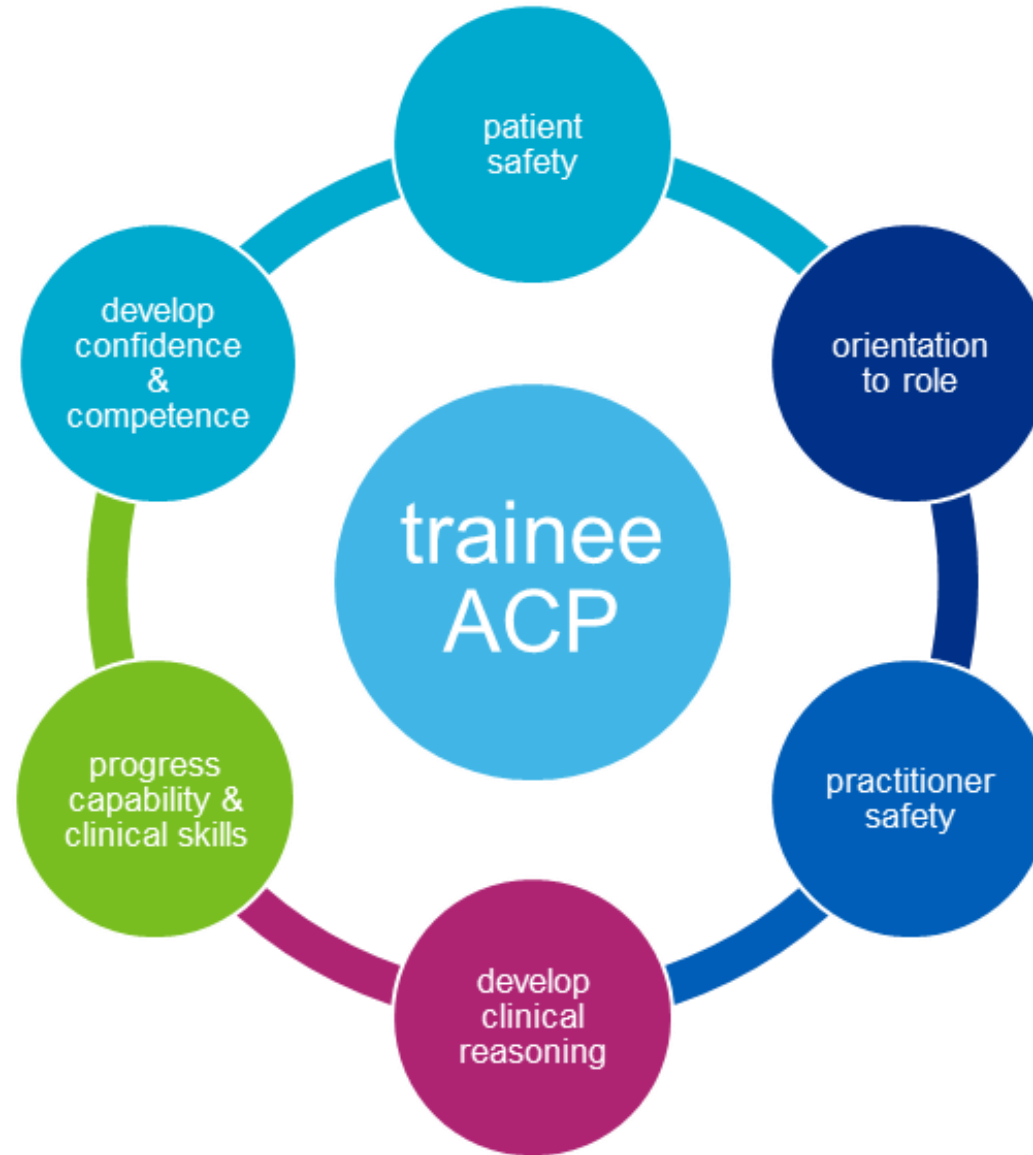 patient
safety
orientation
to role
practitioner
safety
develop
clinical
reasoning
progress
capability &
clinical skills
develop
confidence
&
competence
trainee
ACP